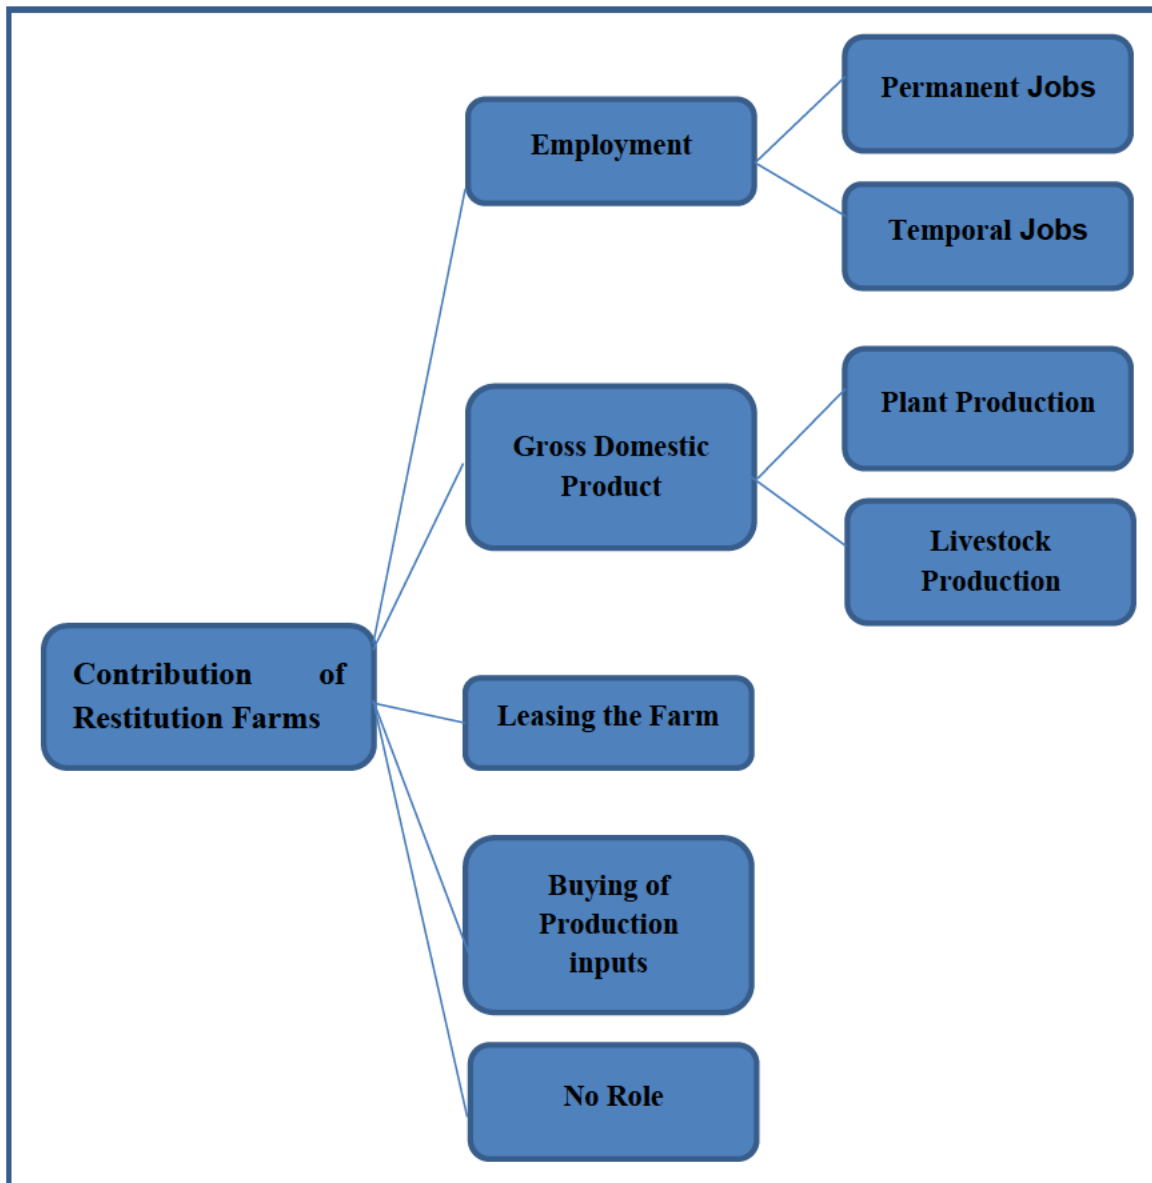 Permanent Jobs
Employment
Temporal Jobs
Plant Production
Gross Domestic
Product
Livestock
Production
Contribution of
Restitution Farms
Leasing the Farm
Buying of
Production
inputs
No Role